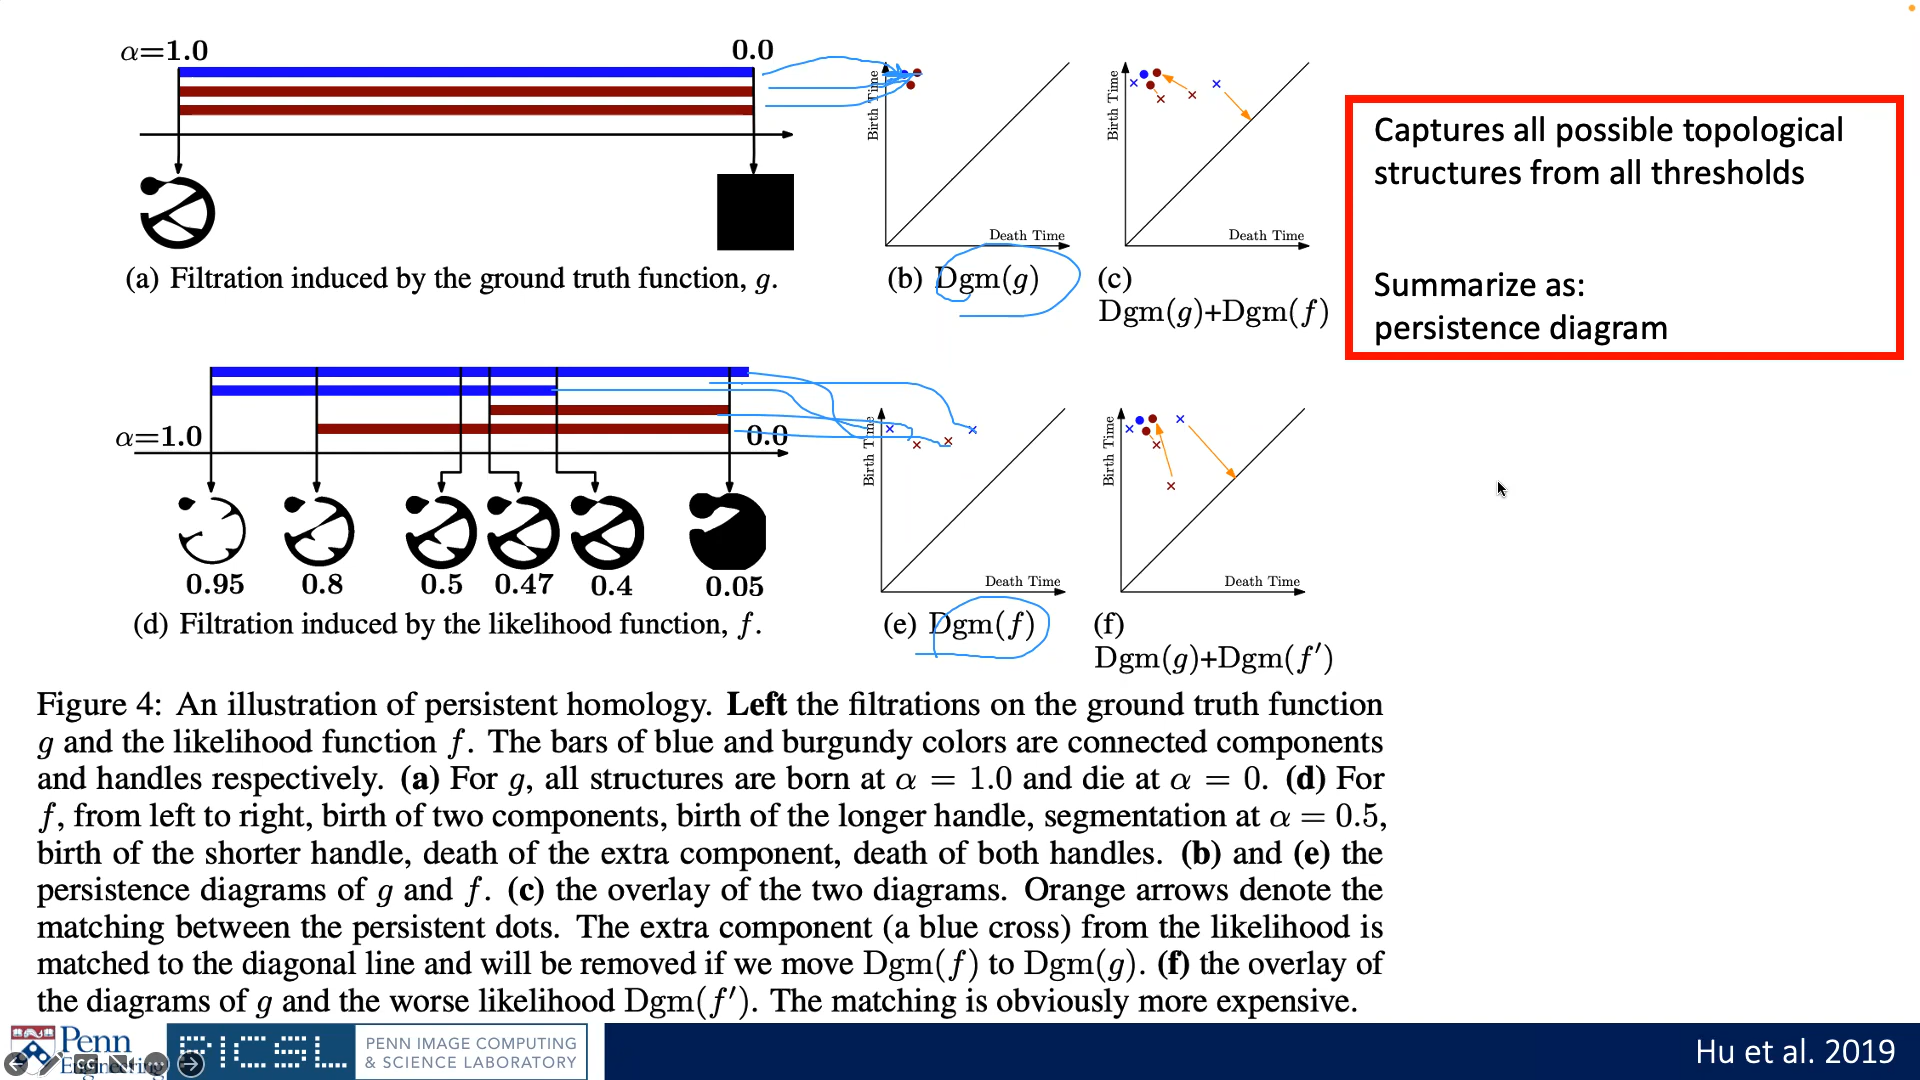 α=1.0
0.0
Birth Time
Death Time
Birth Time
Death Time
(a) Filtration induced by the ground truth function, g.
(b) Dgm(g)
(c)
Dgm(g)+Dgm(f)
Captures all possible topological
structures from all thresholds
Summarize as:
persistence diagram
α=1.0
0.0
0.95
0.8
0.5
0.47
0.4
0.05
Birth Time
Death Time
Birth Time
Death Time
(d) Filtration induced by the likelihood function, f.
(e) Dgm(f)
(f)
Dgm(g)+Dgm(f′)
Figure 4: An illustration of persistent homology. Left the filtrations on the ground truth function
g and the likelihood function f. The bars of blue and burgundy colors are connected components
and handles respectively. (a) For g, all structures are born at α = 1.0 and die at α = 0. (d) For
f, from left to right, birth of two components, birth of the longer handle, segmentation at α = 0.5,
birth of the shorter handle, death of the extra component, death of both handles. (b) and (e) the
persistence diagrams of g and f. (c) the overlay of the two diagrams. Orange arrows denote the
matching between the persistent dots. The extra component (a blue cross) from the likelihood is
matched to the diagonal line and will be removed if we move Dgm(f) to Dgm(g). (f) the overlay of
the diagrams of g and the worse likelihood Dgm(f′). The matching is obviously more expensive.
Penn
Engineering
PICSL
PENN IMAGE COMPUTING
& SCIENCE LABORATORY
Hu et al. 2019